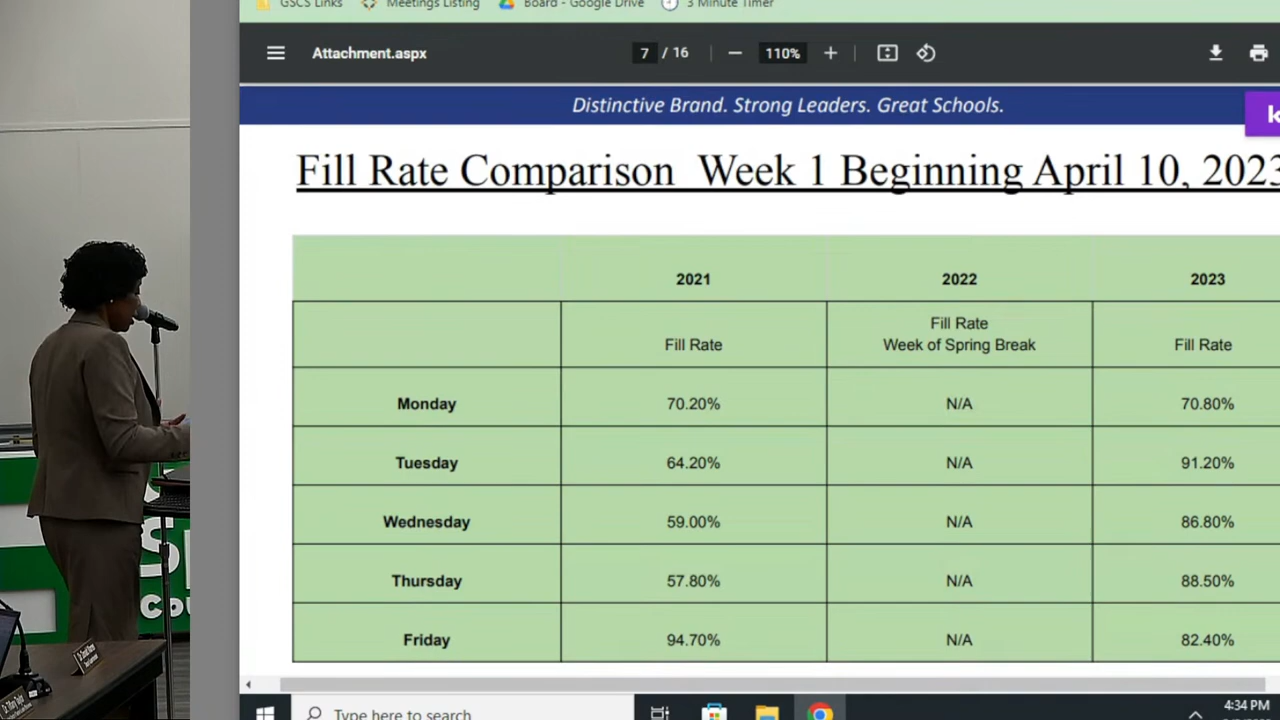 GSCS Links Meetings Listing Board - Google Drive 3 Minute Timer
Attachment.aspx 7 / 16 110%
Distinctive Brand. Strong Leaders. Great Schools.
k
Fill Rate Comparison Week 1 Beginning April 10, 2023
2021 2022 2023
Fill Rate Fill Rate Week of Spring Break Fill Rate
Monday 70.20% N/A 70.80%
Tuesday 64.20% N/A 91.20%
Wednesday 59.00% N/A 86.80%
Thursday 57.80% N/A 88.50%
Friday 94.70% N/A 82.40%
Type here to search
4:34 PM